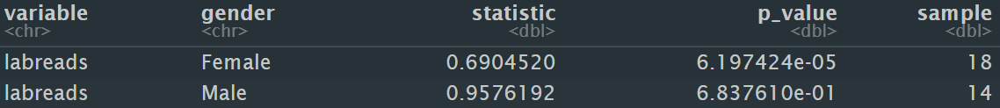 variable gender statistic p_value sample
<chr> <chr> <dbl> <dbl> <dbl>
labreads Female 0.6904520 6.197424e-05 18
labreads Male 0.9576192 6.837610e-01 14